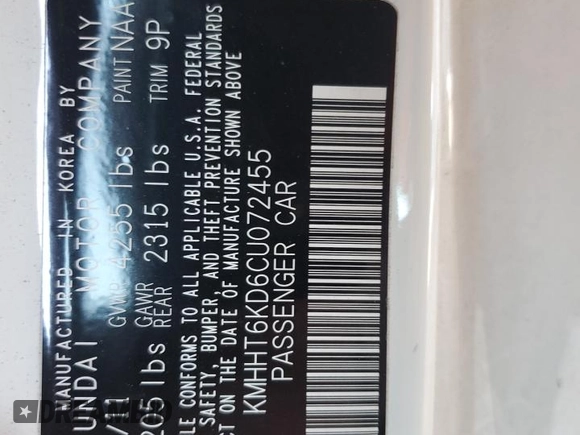 MANUFACTURED IN KOREA BY
UNDAI MOTOR COMPANY
GVWR 4255 lbs PAINT NAA
GAWR
REAR 2315 lbs TRIM 9P
205 lbs
CONFORMS TO ALL APPLICABLE U.S.A. FEDERAL
SAFETY, BUMPER, AND THEFT PREVENTION STANDARDS
ON THE DATE OF MANUFACTURE SHOWN ABOVE
KMHHT6KD6CU072455
PASSENGER CAR
DREAMBID